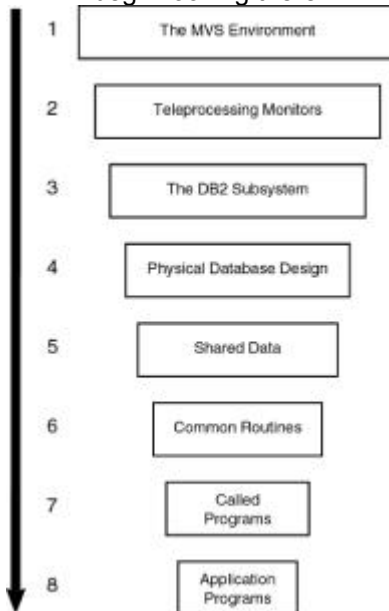 1 The MVS Environment
2 Teleprocessing Monitors
3 The DB2 Subsystem
4 Physical Database Design
5 Shared Data
6 Common Routines
7 Called
Programs
8 Application
Programs